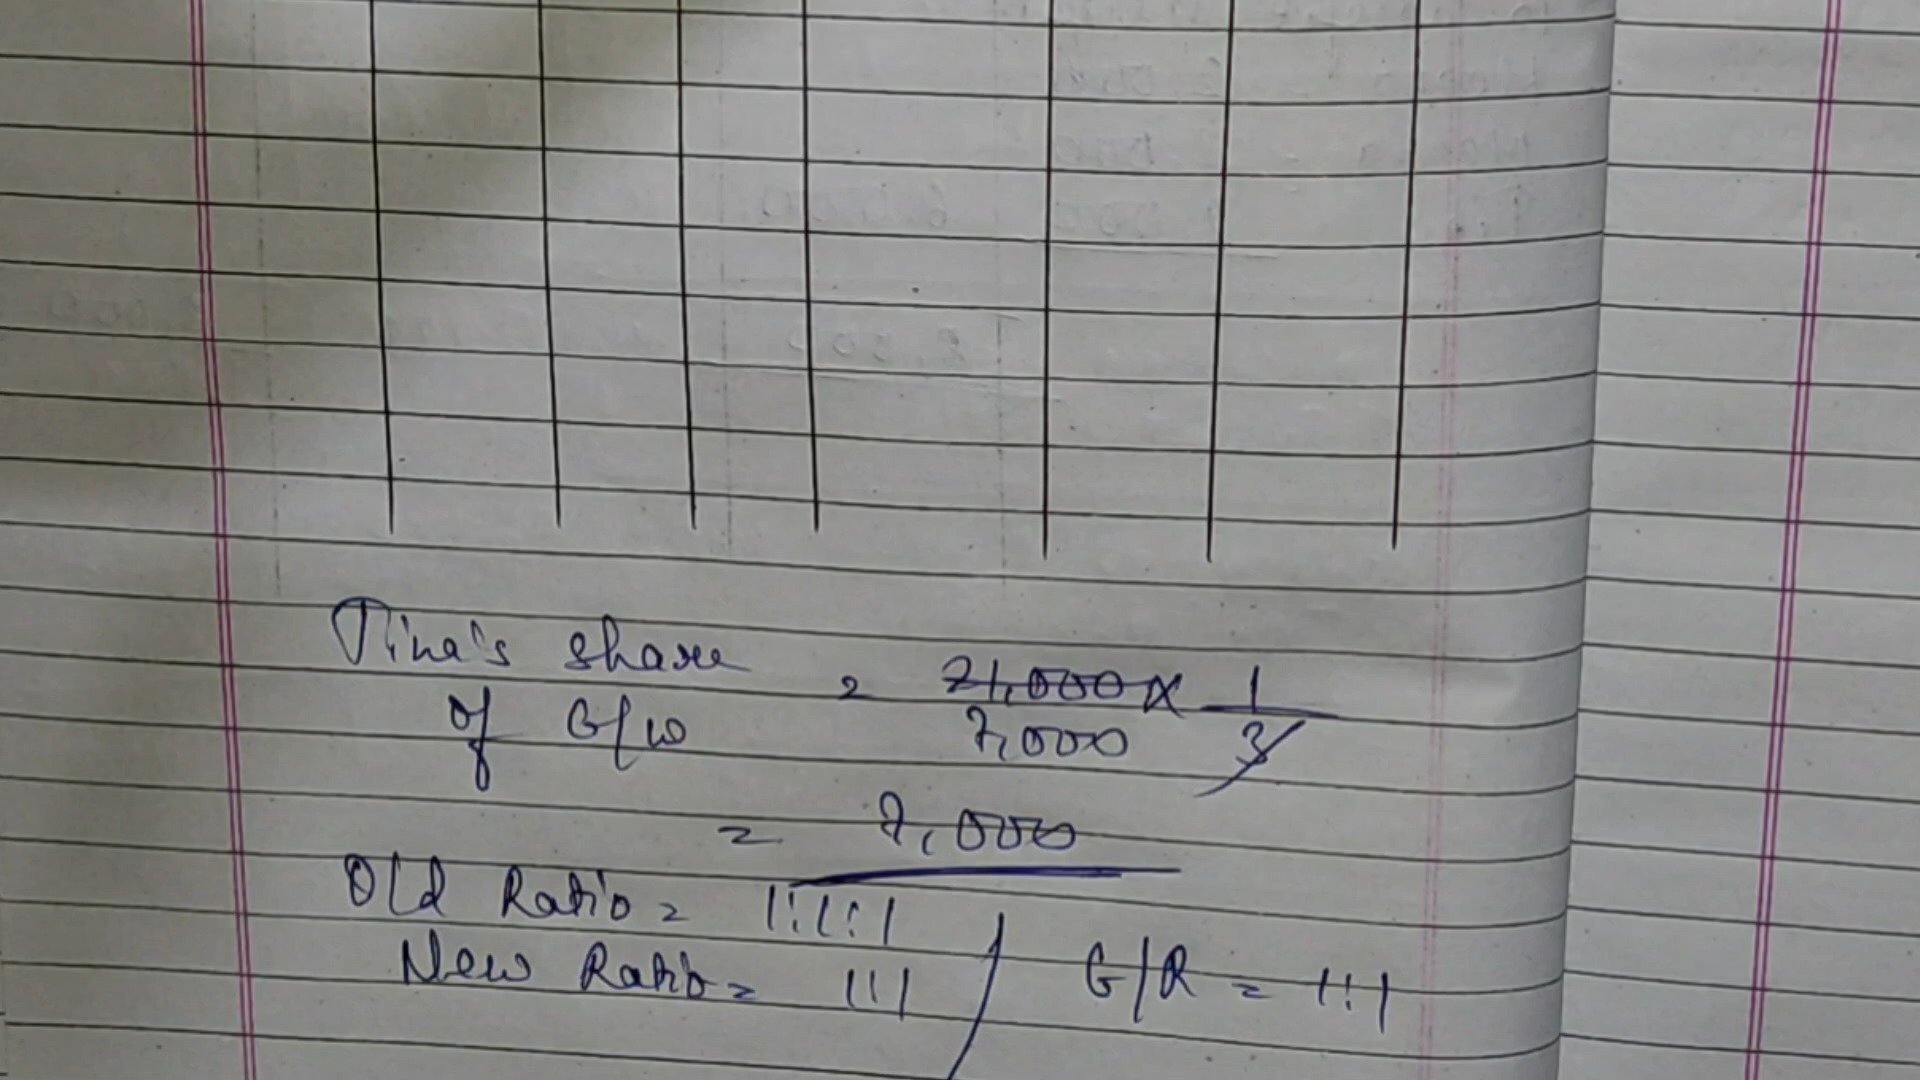 Tina's share = 21,000 x 1/3
of G/w 7,000
= 7,000
Old Ratio = 1:1:1
New Ratio = 1:1 / G/R = 1:1